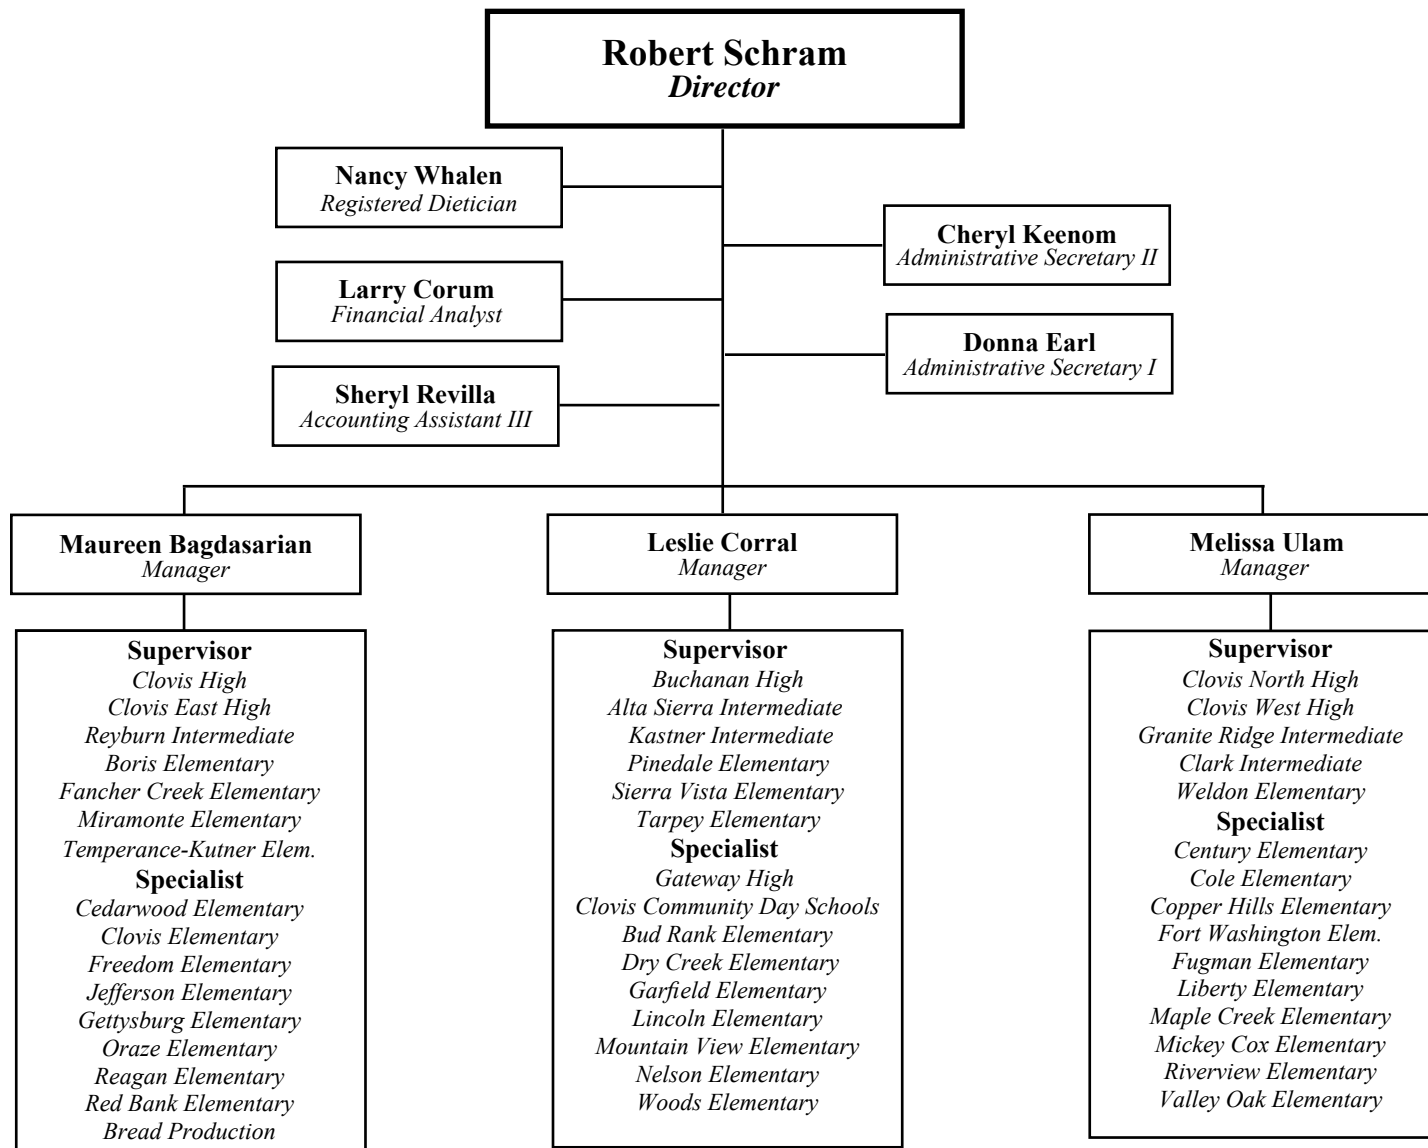 Robert Schram
Director
Nancy Whalen
Registered Dietician
Cheryl Keenom
Administrative Secretary II
Larry Corum
Financial Analyst
Donna Earl
Administrative Secretary I
Sheryl Revilla
Accounting Assistant III
Maureen Bagdasarian
Manager
Supervisor
Clovis High
Clovis East High
Reyburn Intermediate
Boris Elementary
Fancher Creek Elementary
Miramonte Elementary
Temperance-Kutner Elem.
Specialist
Cedarwood Elementary
Clovis Elementary
Freedom Elementary
Jefferson Elementary
Gettysburg Elementary
Oraze Elementary
Reagan Elementary
Red Bank Elementary
Bread Production
Leslie Corral
Manager
Supervisor
Buchanan High
Alta Sierra Intermediate
Kastner Intermediate
Pinedale Elementary
Sierra Vista Elementary
Tarpey Elementary
Specialist
Gateway High
Clovis Community Day Schools
Bud Rank Elementary
Dry Creek Elementary
Garfield Elementary
Lincoln Elementary
Mountain View Elementary
Nelson Elementary
Woods Elementary
Melissa Ulam
Manager
Supervisor
Clovis North High
Clovis West High
Granite Ridge Intermediate
Clark Intermediate
Weldon Elementary
Specialist
Century Elementary
Cole Elementary
Copper Hills Elementary
Fort Washington Elem.
Fugman Elementary
Liberty Elementary
Maple Creek Elementary
Mickey Cox Elementary
Riverview Elementary
Valley Oak Elementary